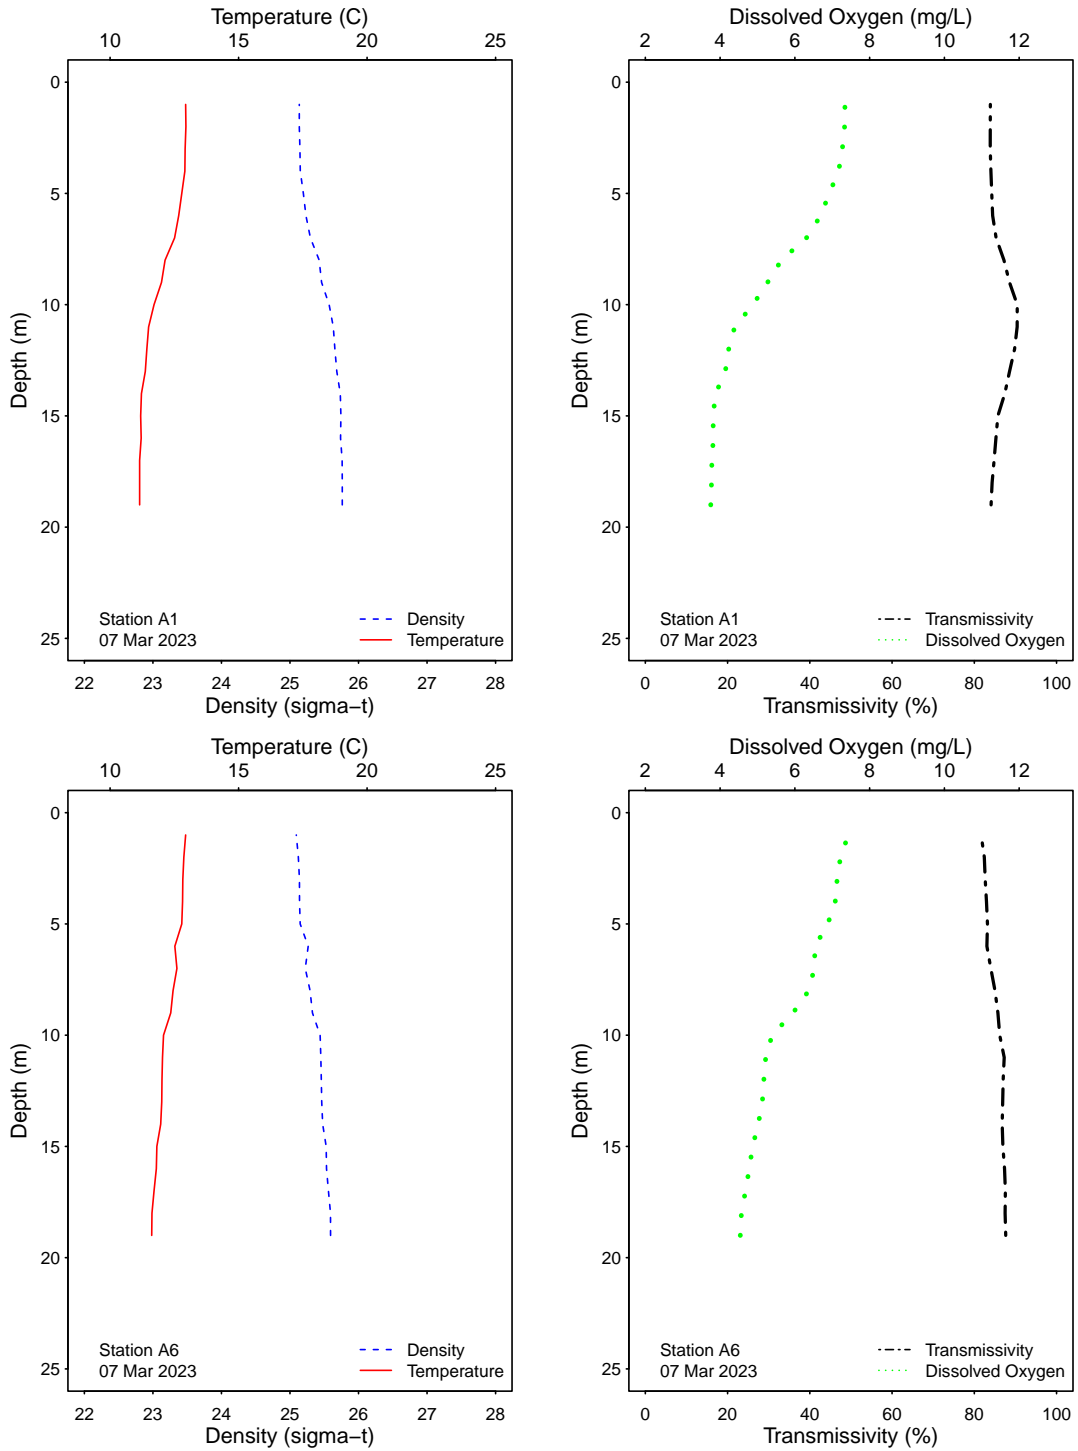 Temperature (C)
10 15 20 25
0
5
10
15
20
25
Depth (m)
Station A1
07 Mar 2023
Density
Temperature
22 23 24 25 26 27 28
Density (sigma−t)
Dissolved Oxygen (mg/L)
2 4 6 8 10 12
0
5
10
15
20
25
Depth (m)
Station A1
07 Mar 2023
Transmissivity
Dissolved Oxygen
0 20 40 60 80 100
Transmissivity (%)
Temperature (C)
10 15 20 25
0
5
10
15
20
25
Depth (m)
Station A6
07 Mar 2023
Density
Temperature
22 23 24 25 26 27 28
Density (sigma−t)
Dissolved Oxygen (mg/L)
2 4 6 8 10 12
0
5
10
15
20
25
Depth (m)
Station A6
07 Mar 2023
Transmissivity
Dissolved Oxygen
0 20 40 60 80 100
Transmissivity (%)